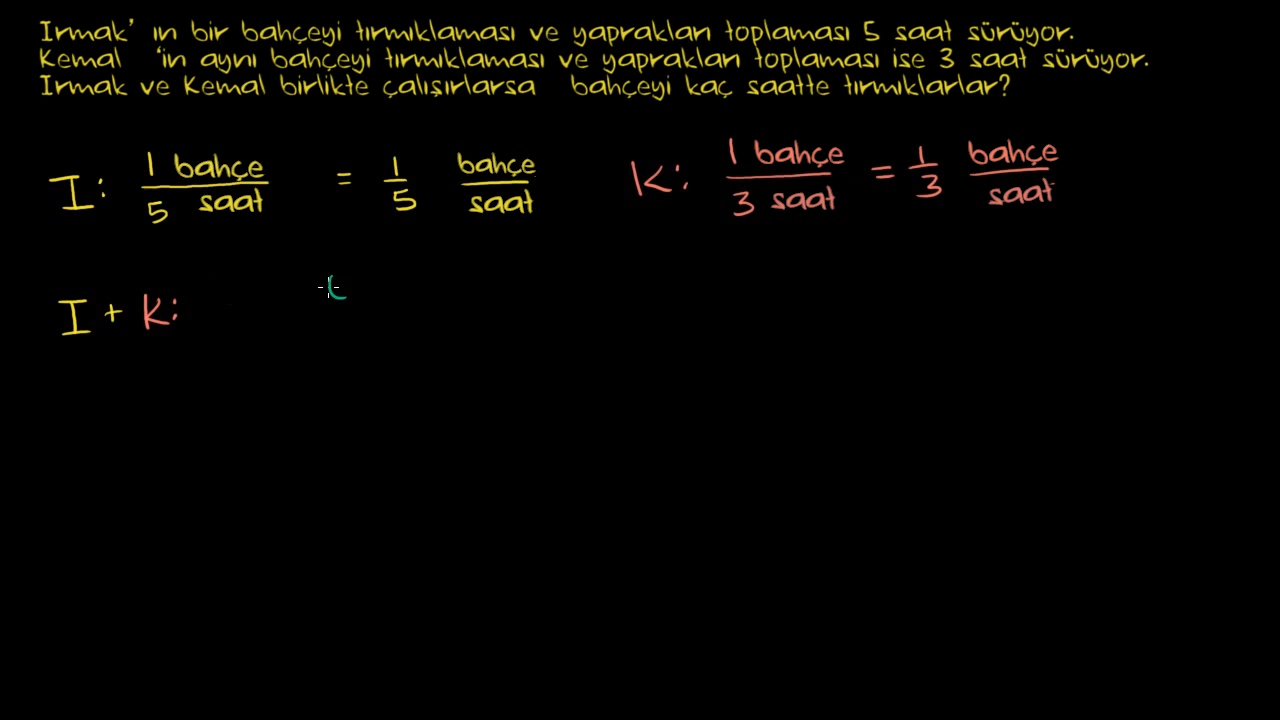 Irmak' ın bir bahçeyi tırmıklaması ve yaprakları toplaması 5 saat sürüyor.
Kemal 'in aynı bahçeyi tırmıklaması ve yaprakları toplaması ise 3 saat sürüyor.
Irmak ve Kemal birlikte çalışırlarsa bahçeyi kaç saatte tırmıklarlar?
I: 1 bahçe / 5 saat = 1/5 bahçe / saat
K: 1 bahçe / 3 saat = 1/3 bahçe / saat
I + K: